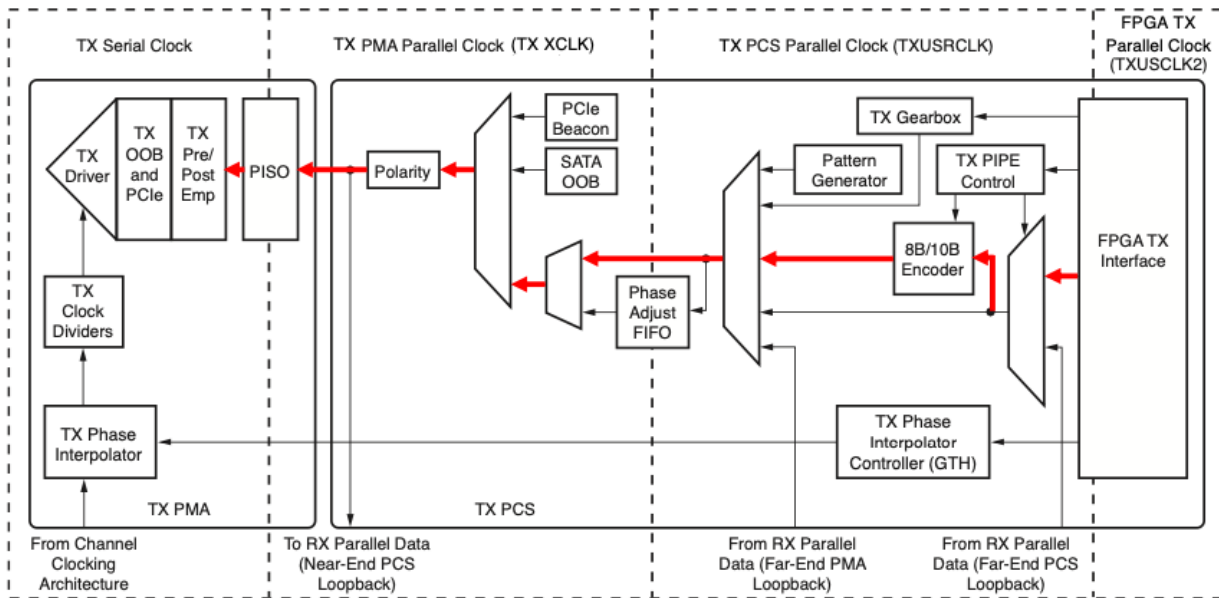 TX Serial Clock
TX PMA Parallel Clock (TX XCLK)
TX PCS Parallel Clock (TXUSRCLK)
FPGA TX
Parallel Clock
(TXUSCLK2)
TX
Driver
TX
OOB
and
PCIe
TX
Pre/
Post
Emp
PISO
Polarity
PCIe
Beacon
SATA
OOB
TX Gearbox
Pattern
Generator
TX PIPE
Control
FPGA TX
Interface
8B/10B
Encoder
Phase
Adjust
FIFO
TX
Clock
Dividers
TX Phase
Interpolator
TX Phase
Interpolator
Controller (GTH)
TX PMA
TX PCS
From Channel
Clocking
Architecture
To RX Parallel Data
(Near-End PCS
Loopback)
From RX Parallel
Data (Far-End PMA
Loopback)
From RX Parallel
Data (Far-End PCS
Loopback)